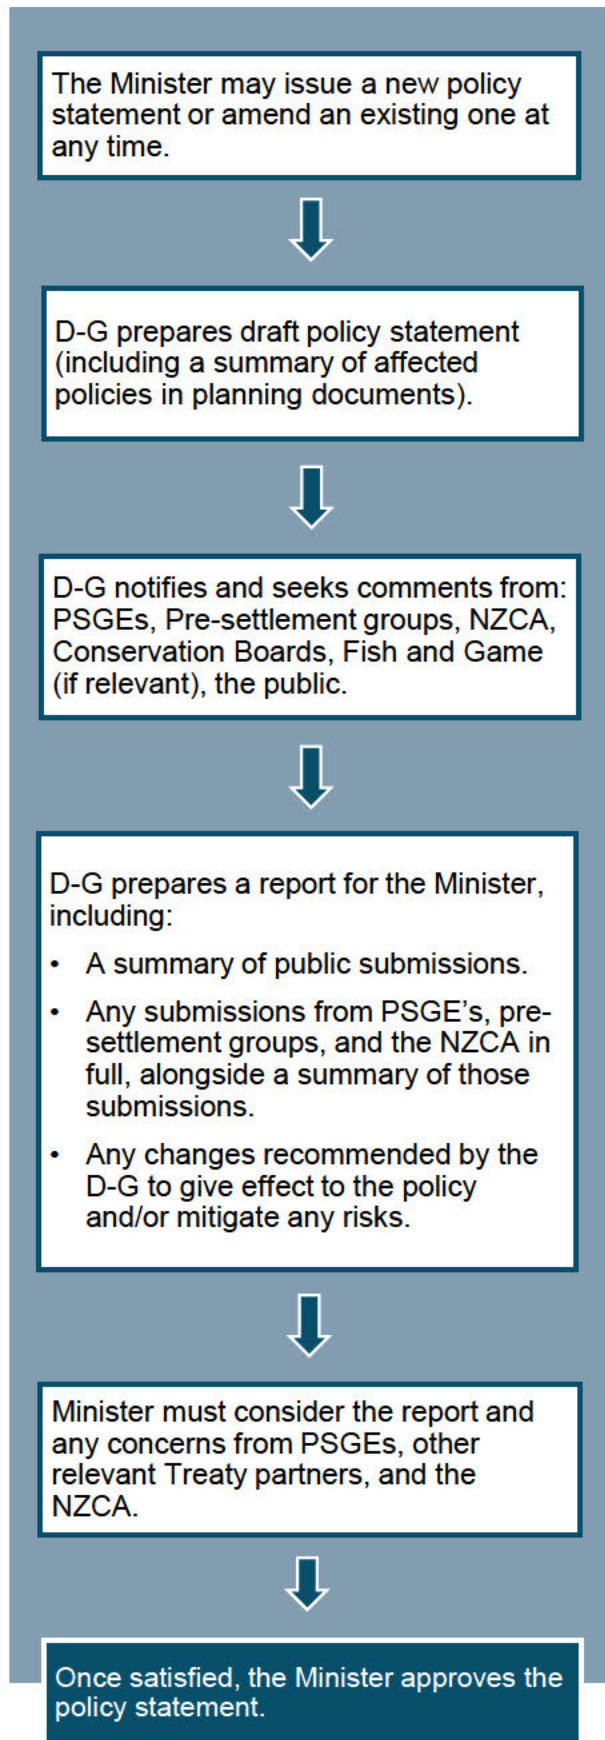 The Minister may issue a new policy
statement or amend an existing one at
any time.
D-G prepares draft policy statement
(including a summary of affected
policies in planning documents).
D-G notifies and seeks comments from:
PSGEs, Pre-settlement groups, NZCA,
Conservation Boards, Fish and Game
(if relevant), the public.
D-G prepares a report for the Minister,
including:
• A summary of public submissions.
• Any submissions from PSGE’s, pre-
settlement groups, and the NZCA in
full, alongside a summary of those
submissions.
• Any changes recommended by the
D-G to give effect to the policy
and/or mitigate any risks.
Minister must consider the report and
any concerns from PSGEs, other
relevant Treaty partners, and the
NZCA.
Once satisfied, the Minister approves the
policy statement.